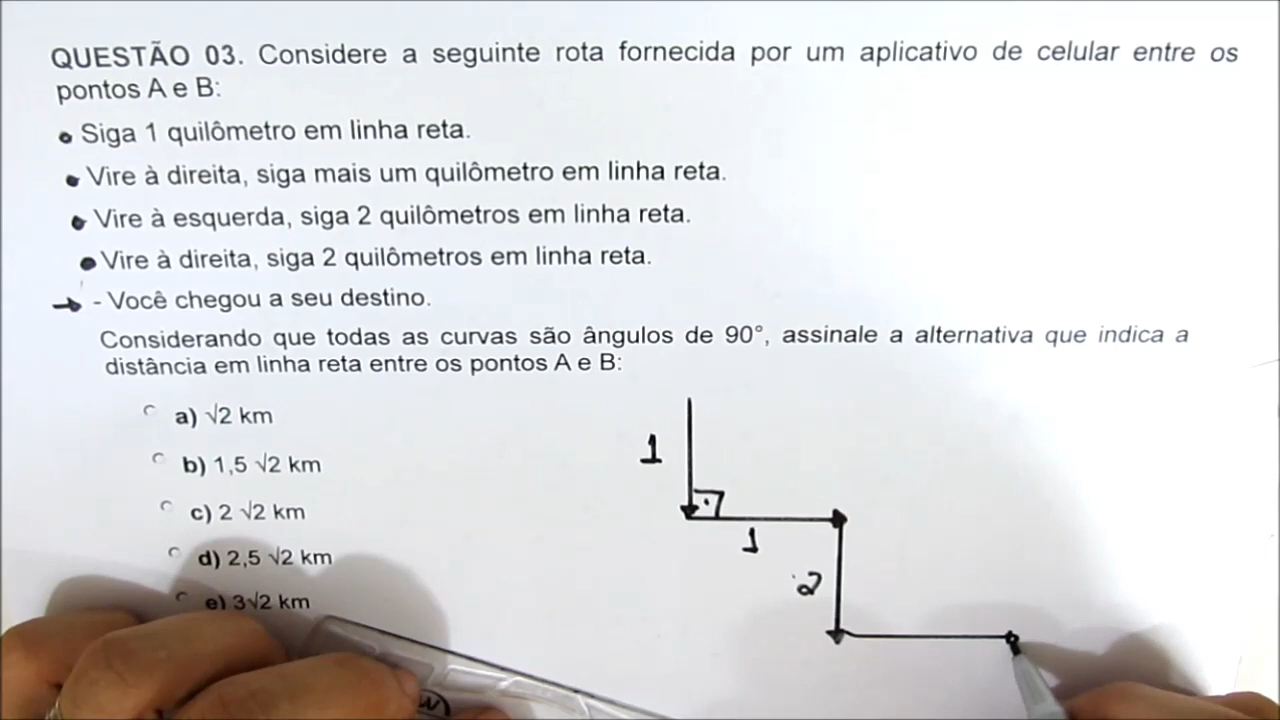 QUESTÃO 03. Considere a seguinte rota fornecida por um aplicativo de celular entre os
pontos A e B:
• Siga 1 quilômetro em linha reta.
• Vire à direita, siga mais um quilômetro em linha reta.
• Vire à esquerda, siga 2 quilômetros em linha reta.
• Vire à direita, siga 2 quilômetros em linha reta.
→ - Você chegou a seu destino.
Considerando que todas as curvas são ângulos de 90°, assinale a alternativa que indica a
distância em linha reta entre os pontos A e B:
a) √2 km
b) 1,5 √2 km
c) 2 √2 km
d) 2,5 √2 km
e) 3√2 km
1
1
2